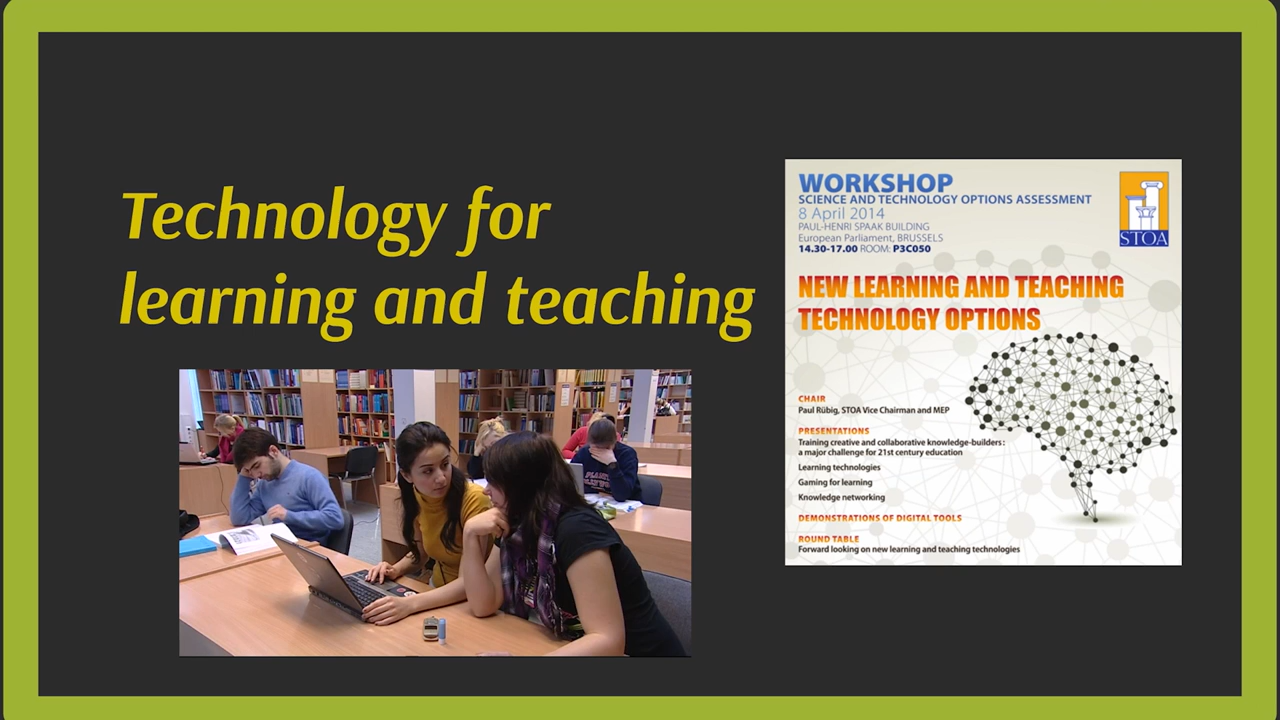 Technology for
learning and teaching
WORKSHOP
SCIENCE AND TECHNOLOGY OPTIONS ASSESSMENT
8 April 2014
PAUL-HENRI SPAAK BUILDING
European Parliament, BRUSSELS
14.30-17.00 ROOM: P3C050
STOA
NEW LEARNING AND TEACHING
TECHNOLOGY OPTIONS
CHAIR
Paul Rübig, STOA Vice Chairman and MEP
PRESENTATIONS
Training creative and collaborative knowledge-builders:
a major challenge for 21st century education
Learning technologies
Gaming for learning
Knowledge networking
DEMONSTRATIONS OF DIGITAL TOOLS
ROUND TABLE
Forward looking on new learning and teaching technologies